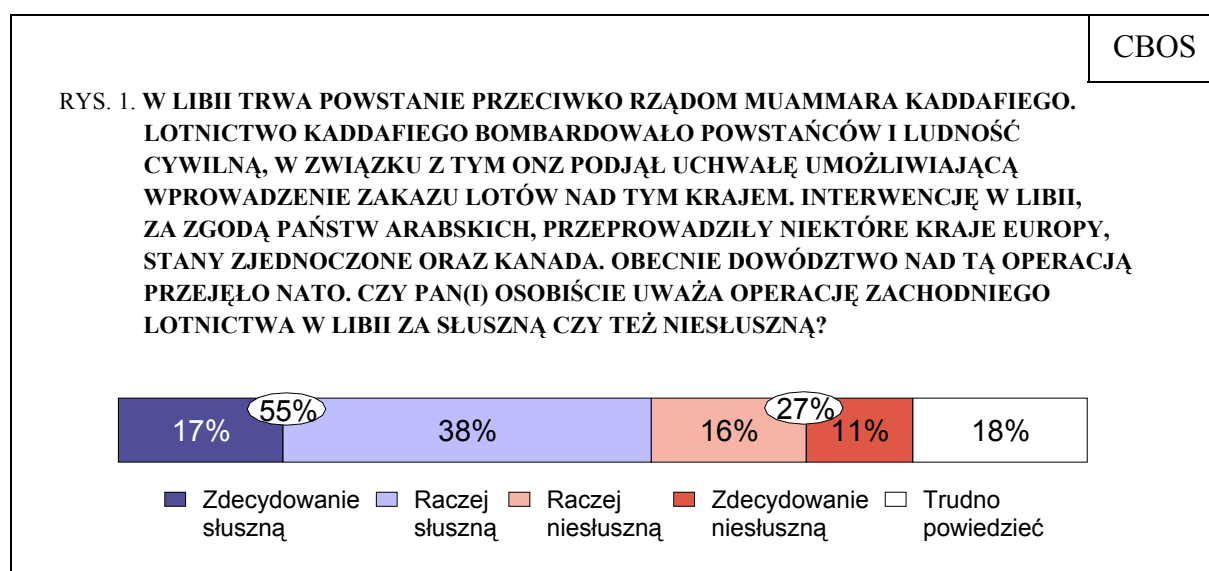 CBOS
RYS. 1. W LIBII TRWA POWSTANIE PRZECIWKO RZĄDOM MUAMMARA KADDAFIEGO.
LOTNICTWO KADDAFIEGO BOMBARDOWAŁO POWSTAŃCÓW I LUDNOŚĆ
CYWILNĄ, W ZWIĄZKU Z TYM ONZ PODJĄŁ UCHWAŁĘ UMOŻLIWIAJĄCĄ
WPROWADZENIE ZAKAZU LOTÓW NAD TYM KRAJEM. INTERWENCJĘ W LIBII,
ZA ZGODĄ PAŃSTW ARABSKICH, PRZEPROWADZIŁY NIEKTÓRE KRAJE EUROPY,
STANY ZJEDNOCZONE ORAZ KANADA. OBECNIE DOWÓDZTWO NAD TĄ OPERACJĄ
PRZEJĘŁO NATO. CZY PAN(I) OSOBIŚCIE UWAŻA OPERACJĘ ZACHODNIEGO
LOTNICTWA W LIBII ZA SŁUSZNĄ CZY TEŻ NIESŁUSZNĄ?
55% 27%
17% 38% 16% 11% 18%
Zdecydowanie Raczej Raczej Zdecydowanie Trudno
słuszną słuszną niesłuszną niesłuszną powiedzieć